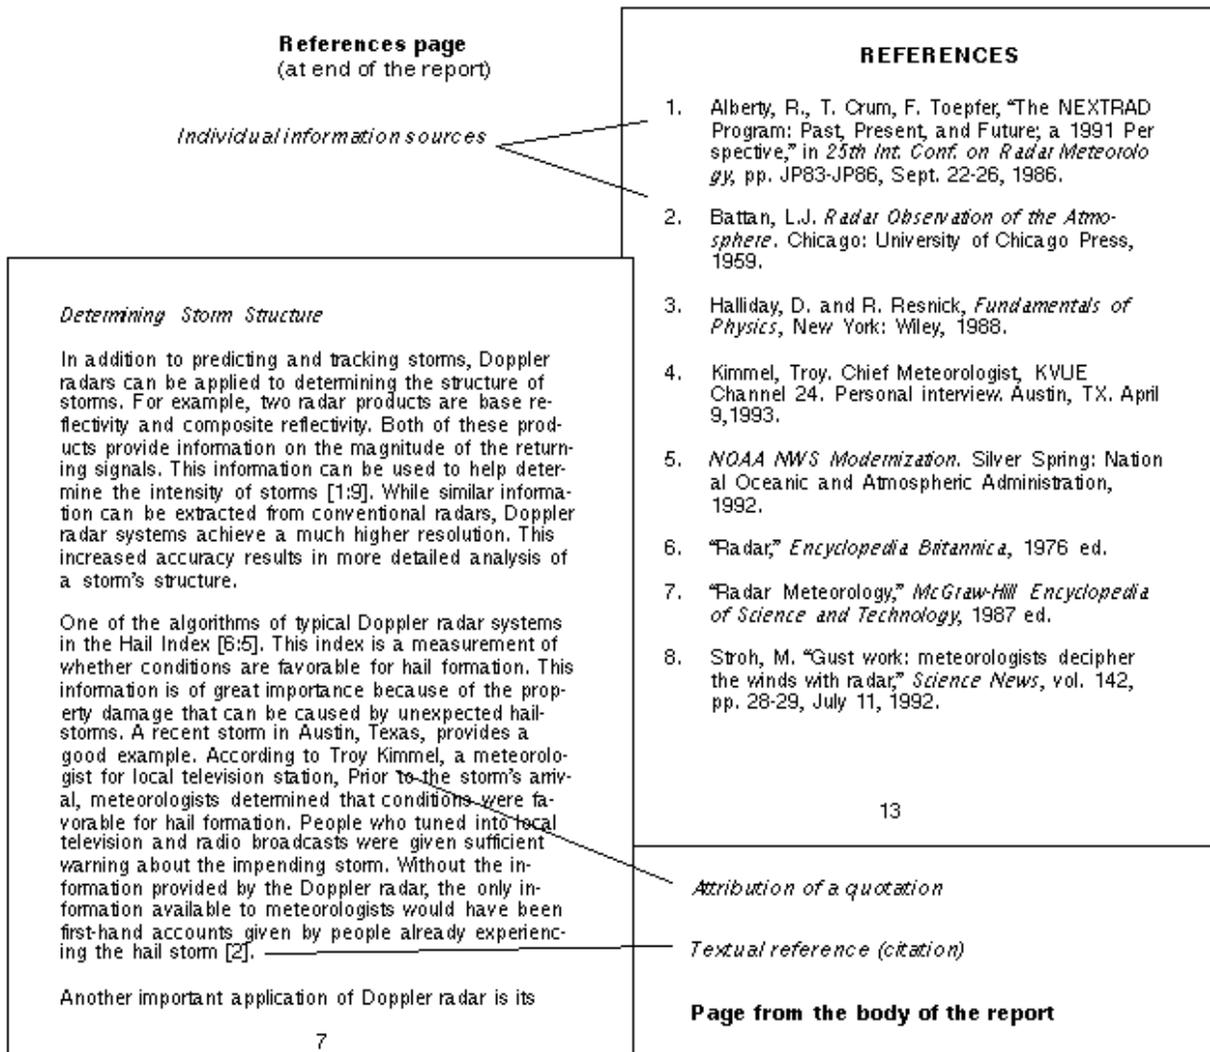 References page
(at end of the report)
Individual information sources
REFERENCES
1. Alberty, R., T. Crum, F. Toepfer, “The NEXTRAD
Program: Past, Present, and Future; a 1991 Per
spective,” in 25th Int. Conf. on Radar Meteorolo
gy, pp. JP83-JP86, Sept. 22-26, 1986.
2. Battan, L.J. Radar Observation of the Atmo-
sphere. Chicago: University of Chicago Press,
1959.
3. Halliday, D. and R. Resnick, Fundamentals of
Physics, New York: Wiley, 1988.
4. Kimmel, Troy. Chief Meteorologist, KVUE
Channel 24. Personal interview. Austin, TX. April
9,1993.
5. NOAA NWS Modernization. Silver Spring: Nation
al Oceanic and Atmospheric Administration,
1992.
6. “Radar,” Encyclopedia Britannica, 1976 ed.
7. “Radar Meteorology,” McGraw-Hill Encyclopedia
of Science and Technology, 1987 ed.
8. Stroh, M. “Gust work: meteorologists decipher
the winds with radar,” Science News, vol. 142,
pp. 28-29, July 11, 1992.
13
Determining Storm Structure
In addition to predicting and tracking storms, Doppler
radars can be applied to determining the structure of
storms. For example, two radar products are base re-
flectivity and composite reflectivity. Both of these prod-
ucts provide information on the magnitude of the return-
ing signals. This information can be used to help deter-
mine the intensity of storms [1:9]. While similar informa-
tion can be extracted from conventional radars, Doppler
radar systems achieve a much higher resolution. This
increased accuracy results in more detailed analysis of
a storm’s structure.
One of the algorithms of typical Doppler radar systems
in the Hail Index [6:5]. This index is a measurement of
whether conditions are favorable for hail formation. This
information is of great importance because of the prop-
erty damage that can be caused by unexpected hail-
storms. A recent storm in Austin, Texas, provides a
good example. According to Troy Kimmel, a meteorolo-
gist for local television station, Prior to the storm’s arriv-
al, meteorologists determined that conditions were fa-
vorable for hail formation. People who tuned into local
television and radio broadcasts were given sufficient
warning about the impending storm. Without the in-
formation provided by the Doppler radar, the only in-
formation available to meteorologists would have been
first-hand accounts given by people already experienc-
ing the hail storm [2].
Another important application of Doppler radar is its
7
Attribution of a quotation
Textual reference (citation)
Page from the body of the report